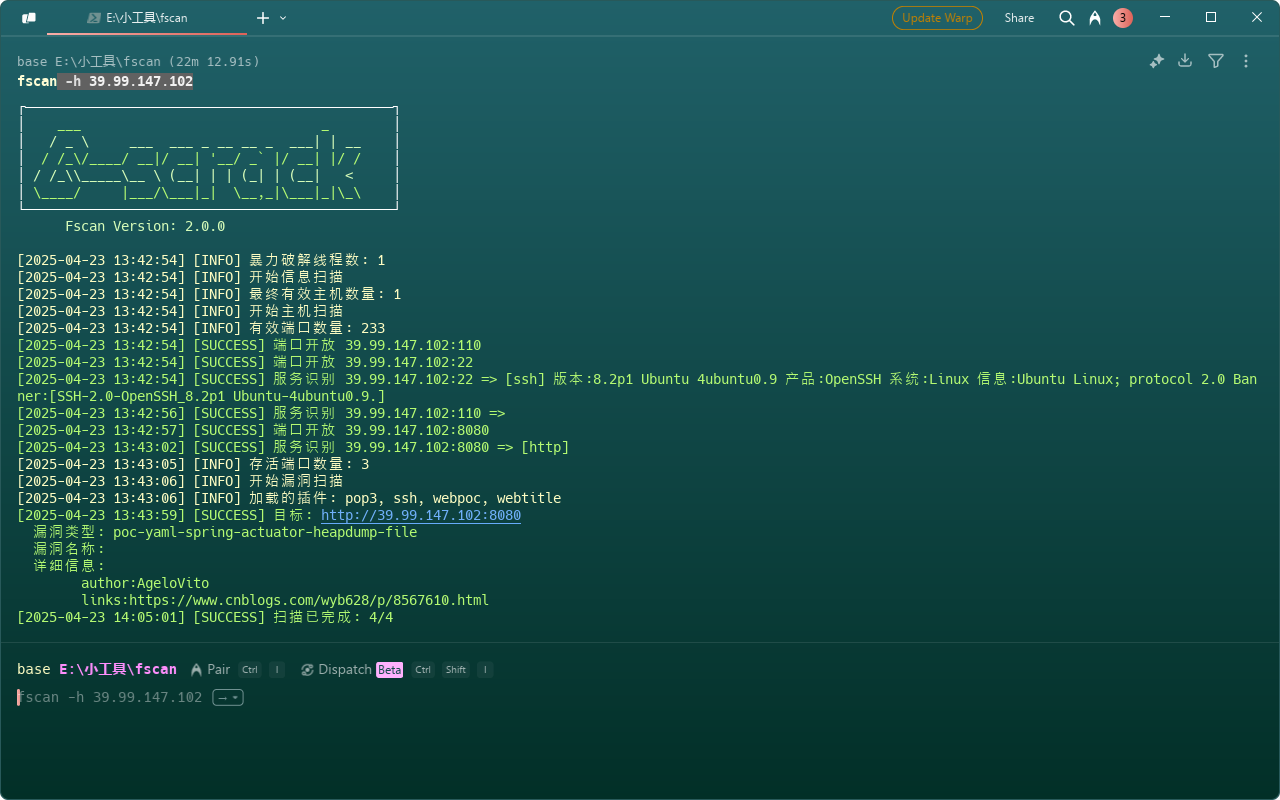 E:\小工具\fscan
Update Warp
Share
3
base E:\小工具\fscan (22m 12.91s)
fscan -h 39.99.147.102
Fscan Version: 2.0.0
[2025-04-23 13:42:54] [INFO] 暴力破解线程数: 1
[2025-04-23 13:42:54] [INFO] 开始信息扫描
[2025-04-23 13:42:54] [INFO] 最终有效主机数量: 1
[2025-04-23 13:42:54] [INFO] 开始主机扫描
[2025-04-23 13:42:54] [INFO] 有效端口数量: 233
[2025-04-23 13:42:54] [SUCCESS] 端口开放 39.99.147.102:110
[2025-04-23 13:42:54] [SUCCESS] 端口开放 39.99.147.102:22
[2025-04-23 13:42:54] [SUCCESS] 服务识别 39.99.147.102:22 => [ssh] 版本:8.2p1 Ubuntu 4ubuntu0.9 产品:OpenSSH 系统:Linux 信息:Ubuntu Linux; protocol 2.0 Ban
ner:[SSH-2.0-OpenSSH_8.2p1 Ubuntu-4ubuntu0.9.]
[2025-04-23 13:42:56] [SUCCESS] 服务识别 39.99.147.102:110 =>
[2025-04-23 13:42:57] [SUCCESS] 端口开放 39.99.147.102:8080
[2025-04-23 13:43:02] [SUCCESS] 服务识别 39.99.147.102:8080 => [http]
[2025-04-23 13:43:05] [INFO] 存活端口数量: 3
[2025-04-23 13:43:06] [INFO] 开始漏洞扫描
[2025-04-23 13:43:06] [INFO] 加载的插件: pop3, ssh, webpoc, webtitle
[2025-04-23 13:43:59] [SUCCESS] 目标: http://39.99.147.102:8080
漏洞类型: poc-yaml-spring-actuator-heapdump-file
漏洞名称:
详细信息:
author:AgeloVito
links:https://www.cnblogs.com/wyb628/p/8567610.html
[2025-04-23 14:05:01] [SUCCESS] 扫描已完成: 4/4
base E:\小工具\fscan Pair Ctrl I Dispatch Beta Ctrl Shift I
fscan -h 39.99.147.102